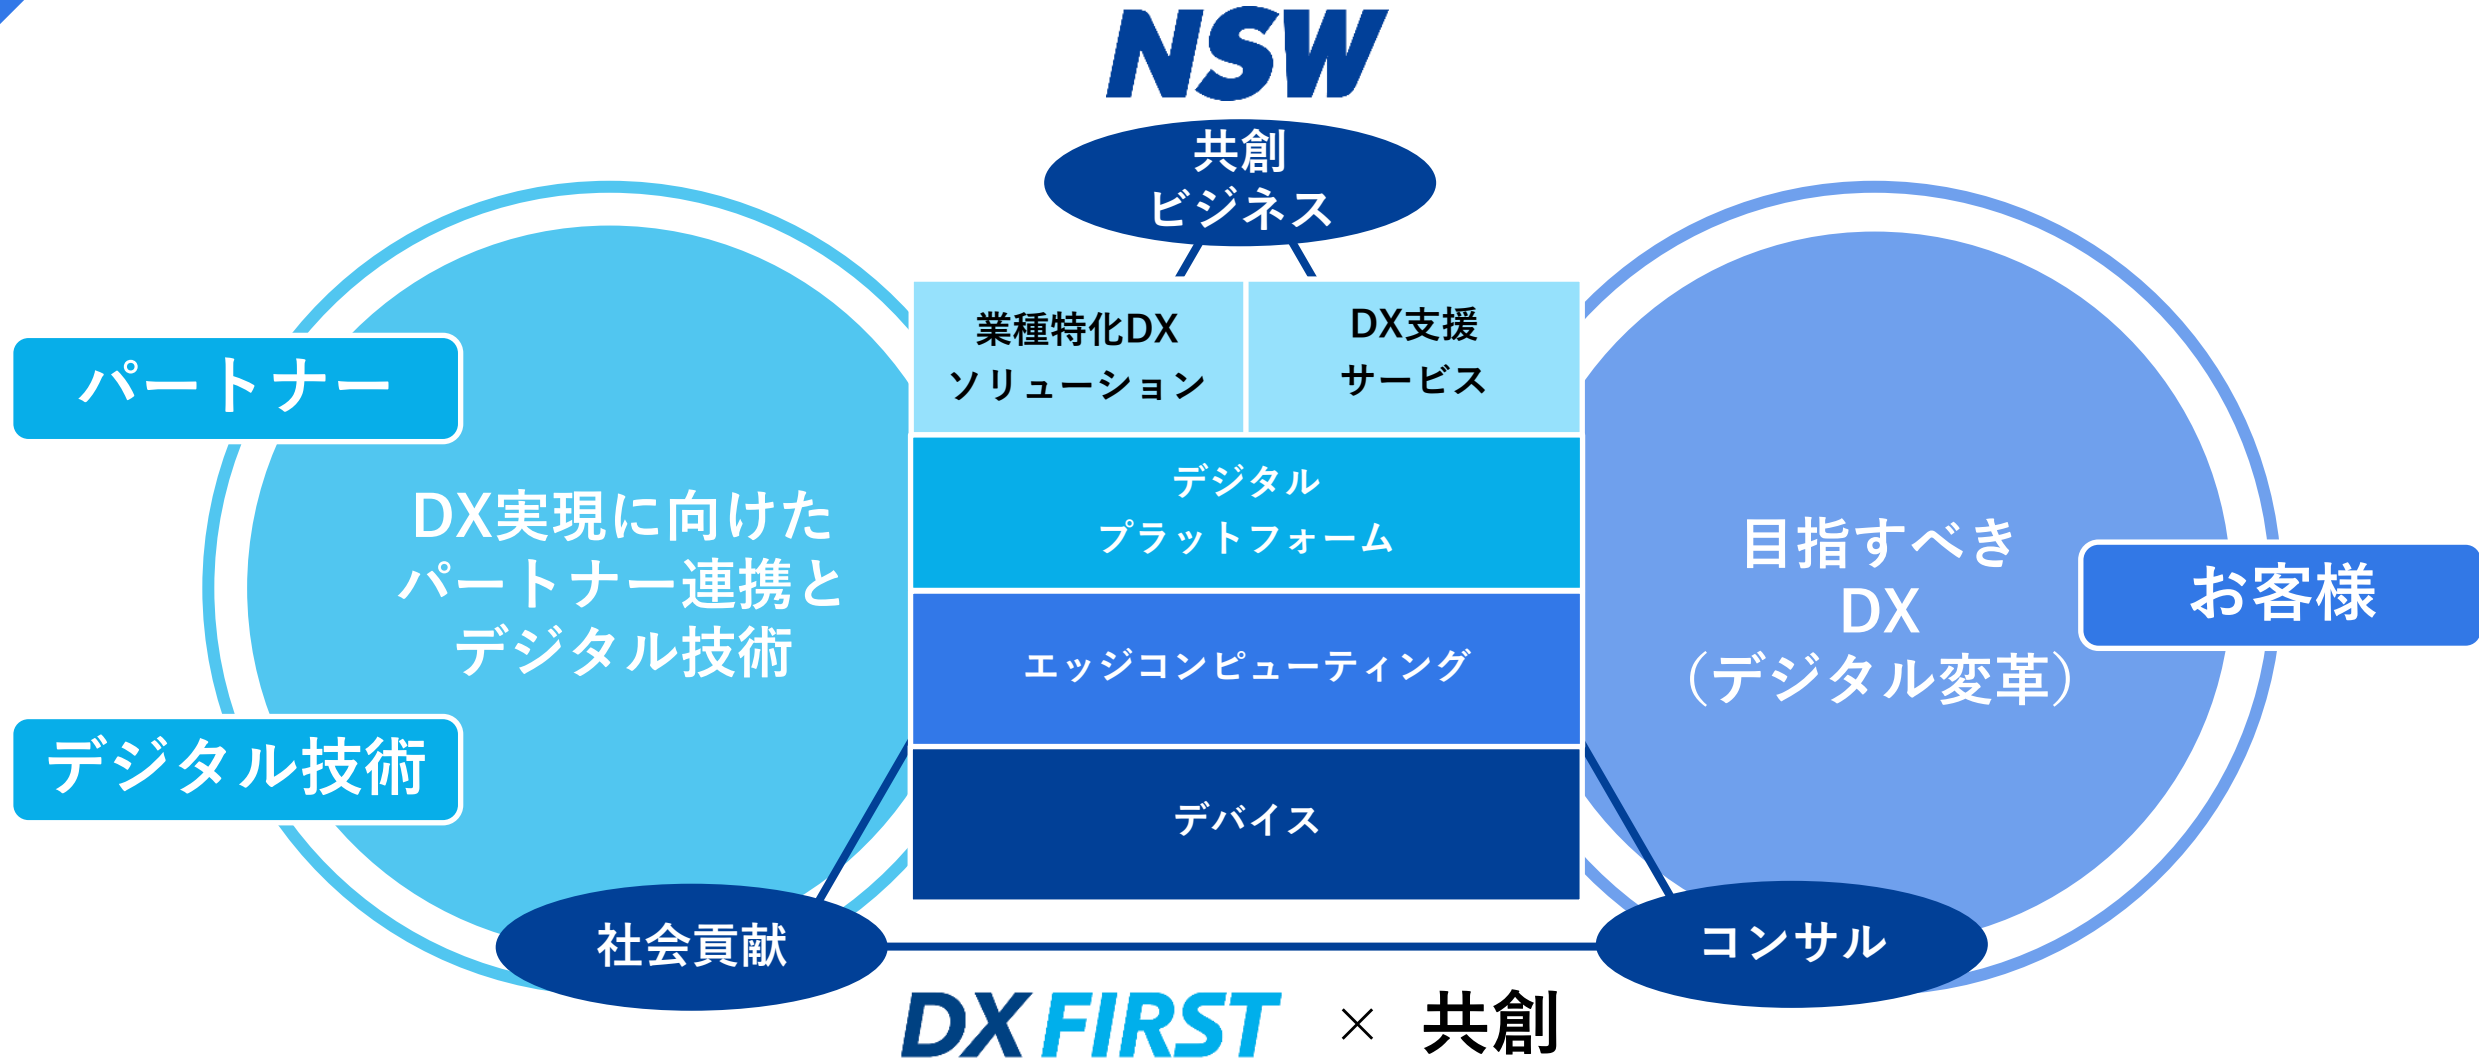 NSW
共創
ビジネス
業種特化DX
ソリューション
DX支援
サービス
パートナー
デジタル
プラットフォーム
DX実現に向けた
パートナー連携と
デジタル技術
目指すべき
DX
（デジタル変革）
お客様
エッジコンピューティング
デジタル技術
デバイス
社会貢献
コンサル
DX FIRST × 共創